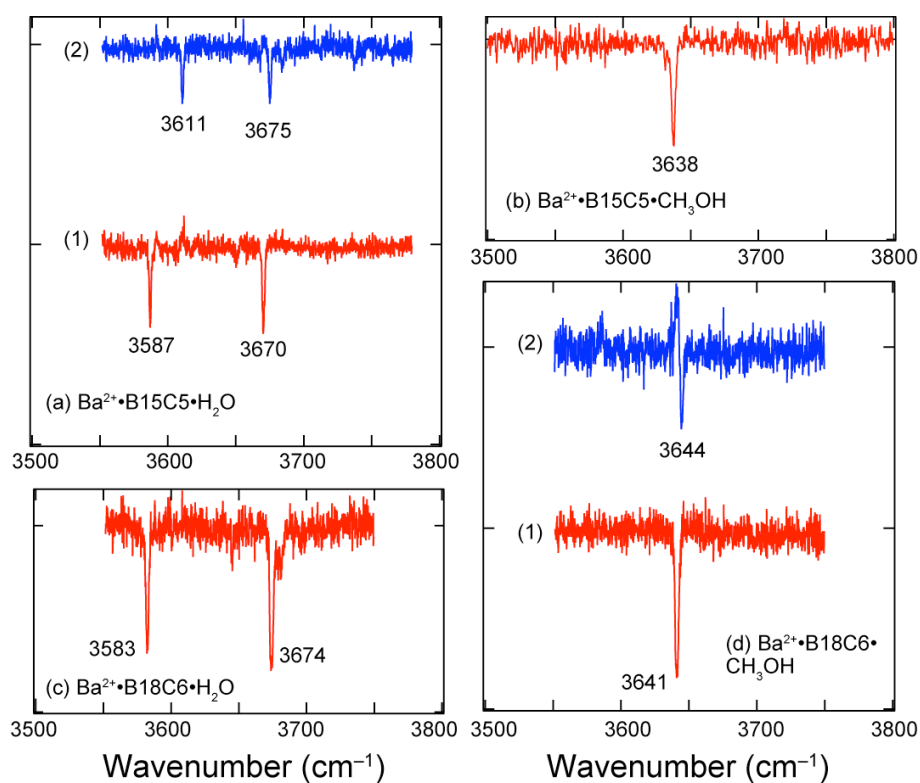 (2)
3611
3675
(1)
3587
3670
(a) Ba²⁺•B15C5•H₂O
3500 3600 3700 3800
3638
(b) Ba²⁺•B15C5•CH₃OH
3500 3600 3700 3800
3583
3674
(c) Ba²⁺•B18C6•H₂O
3500 3600 3700 3800
Wavenumber (cm⁻¹)
(2)
3644
(1)
3641
(d) Ba²⁺•B18C6•
CH₃OH
3500 3600 3700 3800
Wavenumber (cm⁻¹)